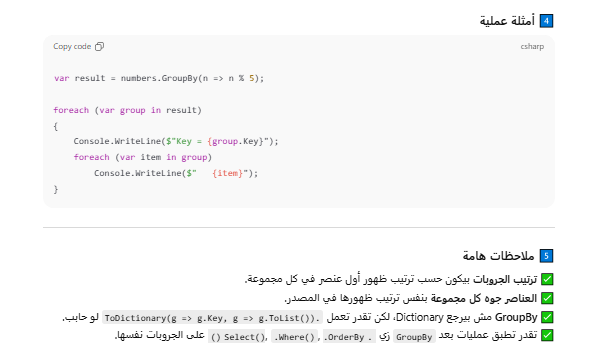 4 أمثلة عملية
Copy code csharp
var result = numbers.GroupBy(n => n % 5);
foreach (var group in result)
{
    Console.WriteLine($"Key = {group.Key}");
    foreach (var item in group)
        Console.WriteLine($"   {item}");
}
5 ملاحظات هامة
✅ ترتيب الجروبات بيكون حسب ترتيب ظهور أول عنصر في كل مجموعة.
✅ العناصر جوه كل مجموعة بنفس ترتيب ظهورها في المصدر.
✅ GroupBy مش بيرجع Dictionary، لكن تقدر تعمل .ToDictionary(g => g.Key, g => g.ToList()) لو حابب.
✅ تقدر تطبق عمليات بعد GroupBy زي .OrderBy, .Where(), Select() على الجروبات نفسها.